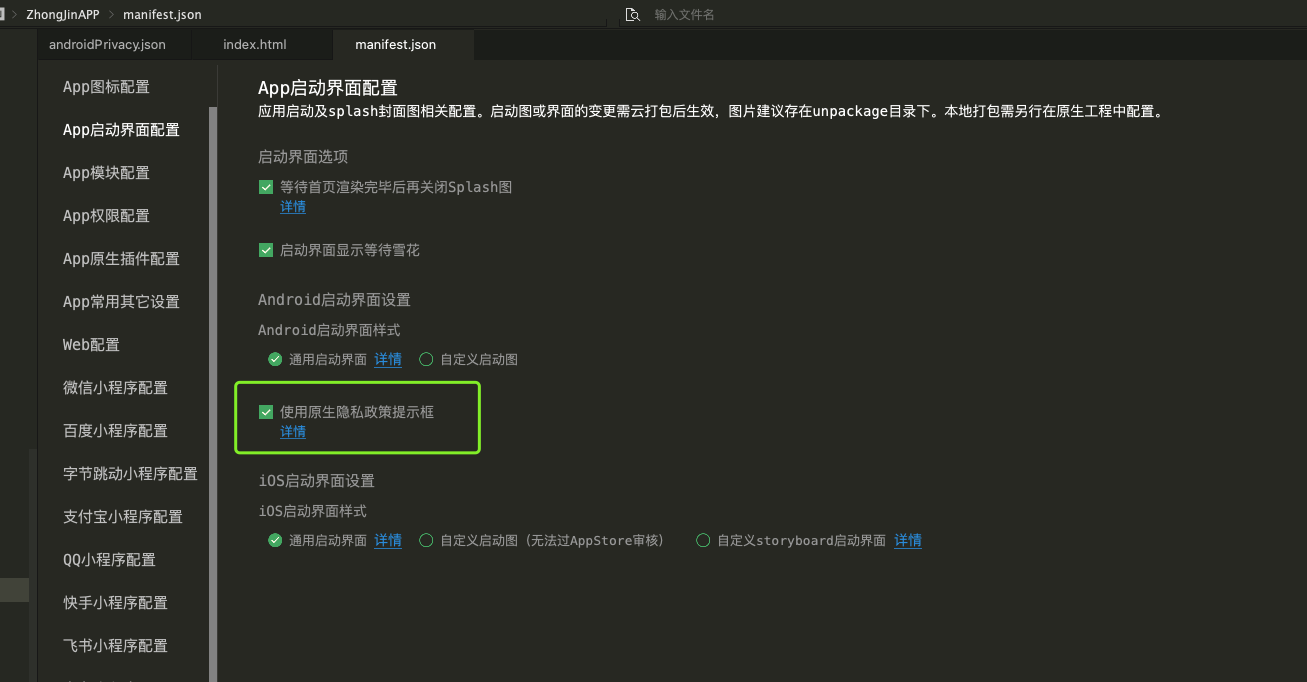 ZhongJinAPP > manifest.json
输入文件名
androidPrivacy.json
index.html
manifest.json
App图标配置
App启动界面配置
App模块配置
App权限配置
App原生插件配置
App常用其它设置
Web配置
微信小程序配置
百度小程序配置
字节跳动小程序配置
支付宝小程序配置
QQ小程序配置
快手小程序配置
飞书小程序配置
App启动界面配置
应用启动及splash封面图相关配置。启动图或界面的变更需云打包后生效，图片建议存在unpackage目录下。本地打包需另行在原生工程中配置。
启动界面选项
等待首页渲染完毕后再关闭Splash图
详情
启动界面显示等待雪花
Android启动界面设置
Android启动界面样式
通用启动界面 详情 自定义启动图
使用原生隐私政策提示框
详情
iOS启动界面设置
iOS启动界面样式
通用启动界面 详情 自定义启动图（无法过AppStore审核） 自定义storyboard启动界面 详情